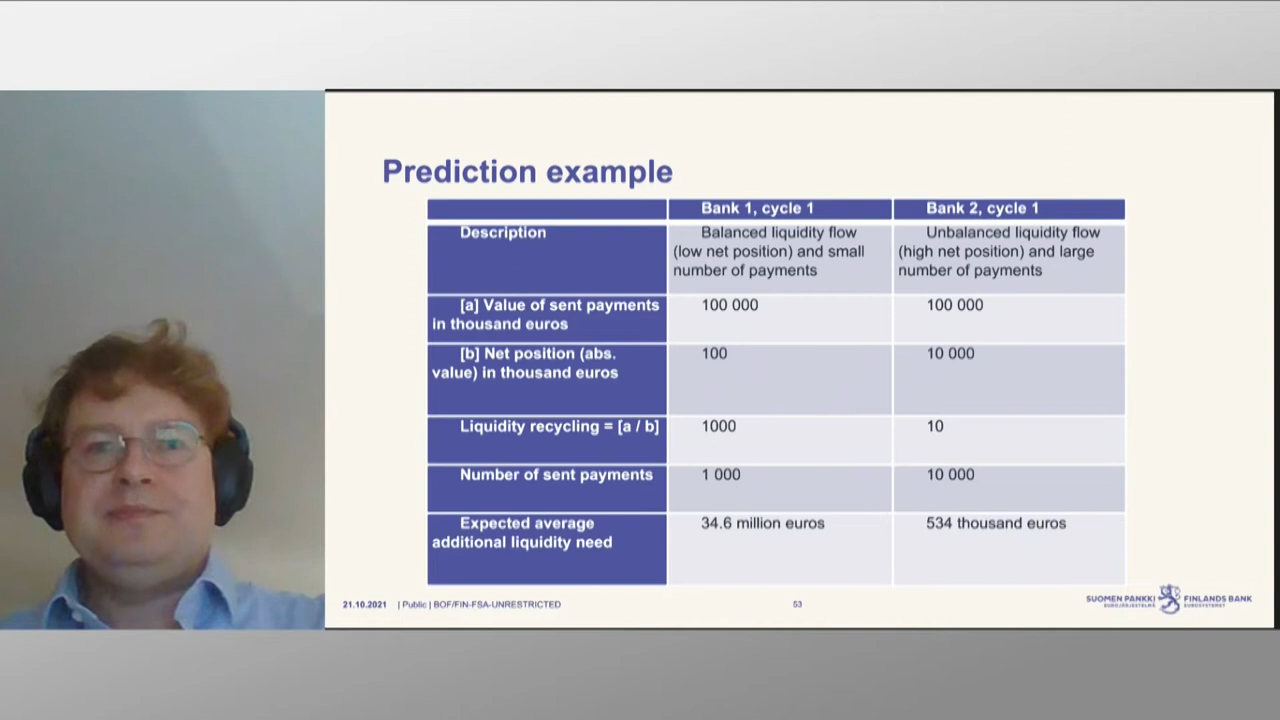 Prediction example
Bank 1, cycle 1
Bank 2, cycle 1
Description
Balanced liquidity flow
(low net position) and small
number of payments
Unbalanced liquidity flow
(high net position) and large
number of payments
[a] Value of sent payments
in thousand euros
100 000
100 000
[b] Net position (abs.
value) in thousand euros
100
10 000
Liquidity recycling = [a / b]
1000
10
Number of sent payments
1 000
10 000
Expected average
additional liquidity need
34.6 million euros
534 thousand euros
21.10.2021 | Public | BOF/FIN-FSA-UNRESTRICTED
53
SUOMEN PANKKI
EUROJÄRJESTELMÄ
FINLANDS BANK
EUROSYSTEMET